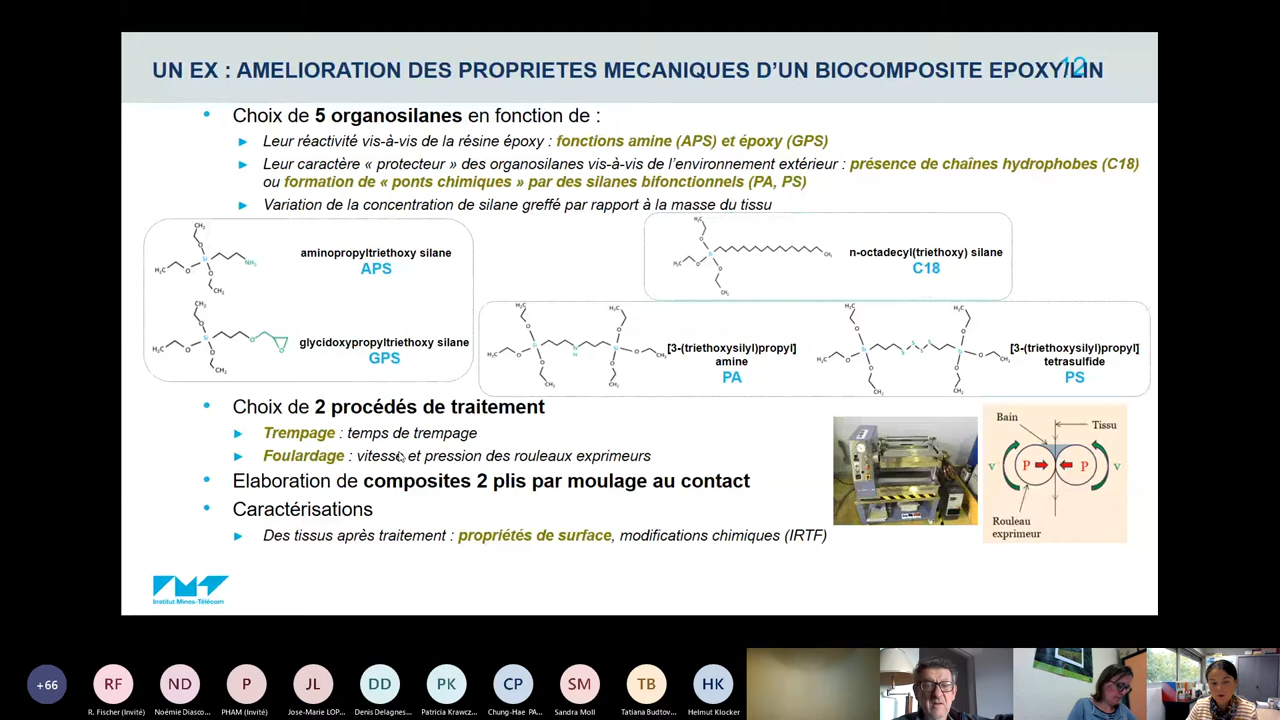 UN EX : AMELIORATION DES PROPRIETES MECANIQUES D'UN BIOCOMPOSITE EPOXY/LIN
12
• Choix de 5 organosilanes en fonction de :
► Leur réactivité vis-à-vis de la résine époxy : fonctions amine (APS) et époxy (GPS)
► Leur caractère « protecteur » des organosilanes vis-à-vis de l'environnement extérieur : présence de chaînes hydrophobes (C18)
ou formation de « ponts chimiques » par des silanes bifonctionnels (PA, PS)
► Variation de la concentration de silane greffé par rapport à la masse du tissu
aminopropyltriethoxy silane
APS
glycidoxypropyltriethoxy silane
GPS
n-octadecyl(triethoxy) silane
C18
[3-(triethoxysilyl)propyl]
amine
PA
[3-(triethoxysilyl)propyl]
tetrasulfide
PS
• Choix de 2 procédés de traitement
► Trempage : temps de trempage
► Foulardage : vitesse et pression des rouleaux exprimeurs
• Elaboration de composites 2 plis par moulage au contact
• Caractérisations
► Des tissus après traitement : propriétés de surface, modifications chimiques (IRTF)
Bain
Tissu
v P P v
Rouleau
exprimeur
Institut Mines-Télécom
+66 RF ND P JL DD PK CP SM TB HK
R. Fischer (Invité) Noémie Diasco... PHAM (Invité) Jose-Marie LOP... Denis Delagnes... Patricia Krawcz... Chung-Hae PA... Sandra Moll Tatiana Budtov... Helmut Klocker